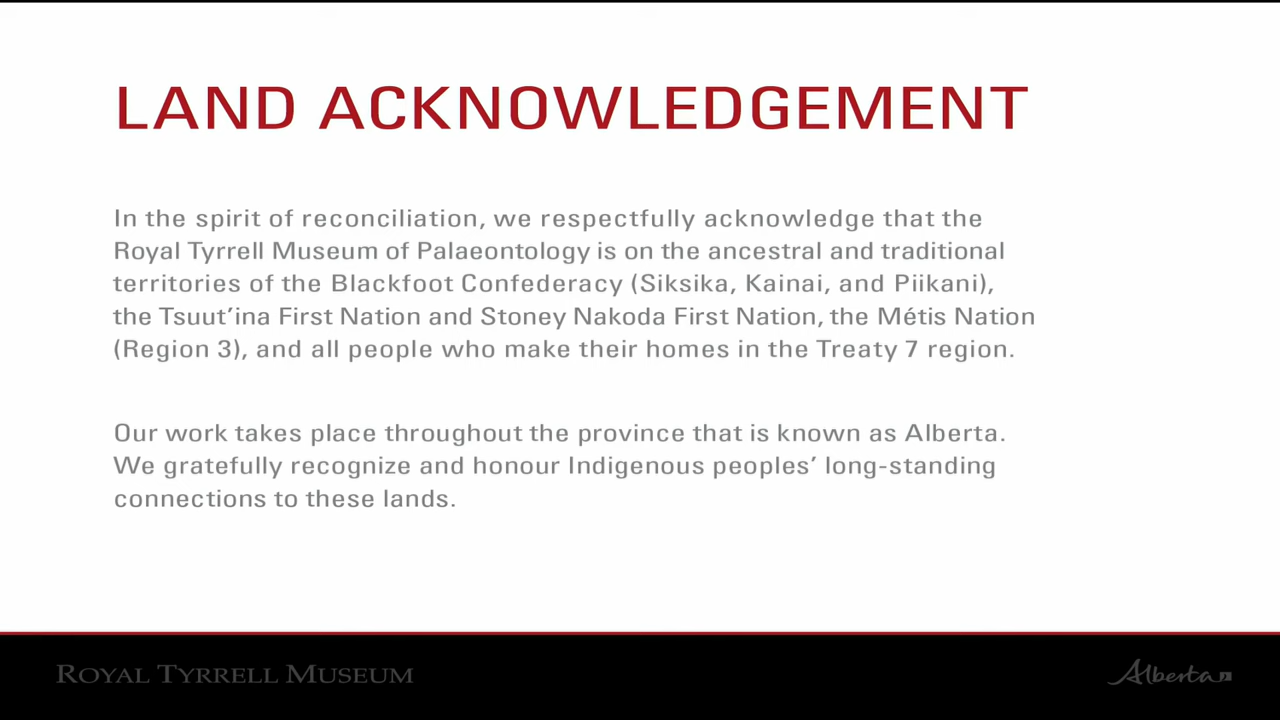 LAND ACKNOWLEDGEMENT
In the spirit of reconciliation, we respectfully acknowledge that the
Royal Tyrrell Museum of Palaeontology is on the ancestral and traditional
territories of the Blackfoot Confederacy (Siksika, Kainai, and Piikani),
the Tsuut’ina First Nation and Stoney Nakoda First Nation, the Métis Nation
(Region 3), and all people who make their homes in the Treaty 7 region.
Our work takes place throughout the province that is known as Alberta.
We gratefully recognize and honour Indigenous peoples’ long-standing
connections to these lands.
ROYAL TYRRELL MUSEUM
Alberta